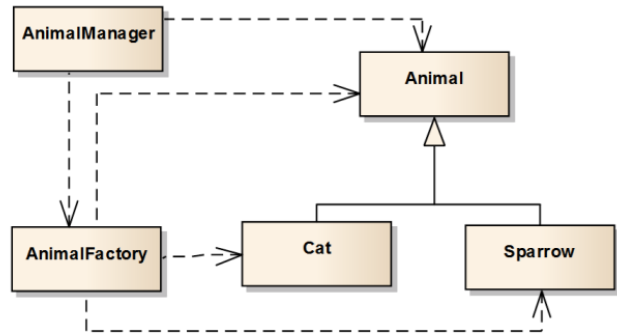 AnimalManager
Animal
AnimalFactory
Cat
Sparrow